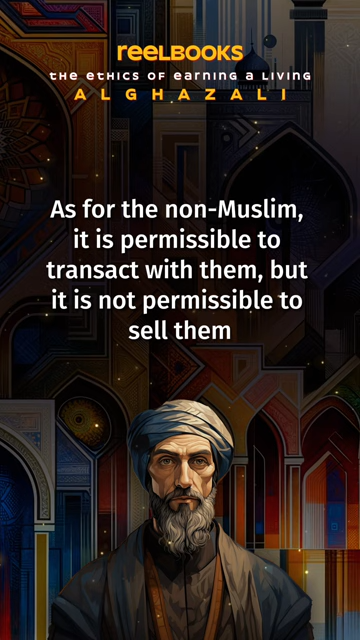 reelBOOKS
the ethics of earning a living
ALGHAZALI
As for the non-Muslim,
it is permissible to
transact with them, but
it is not permissible to
sell them